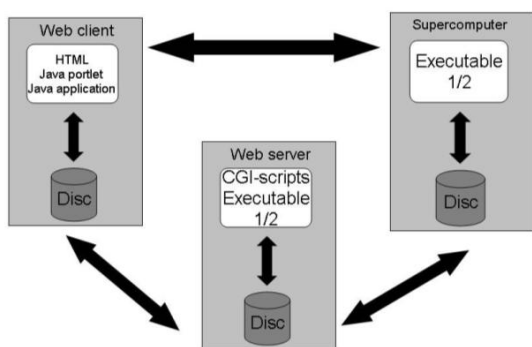 Web client
HTML
Java portlet
Java application
Disc
Supercomputer
Executable
1/2
Disc
Web server
CGI-scripts
Executable
1/2
Disc